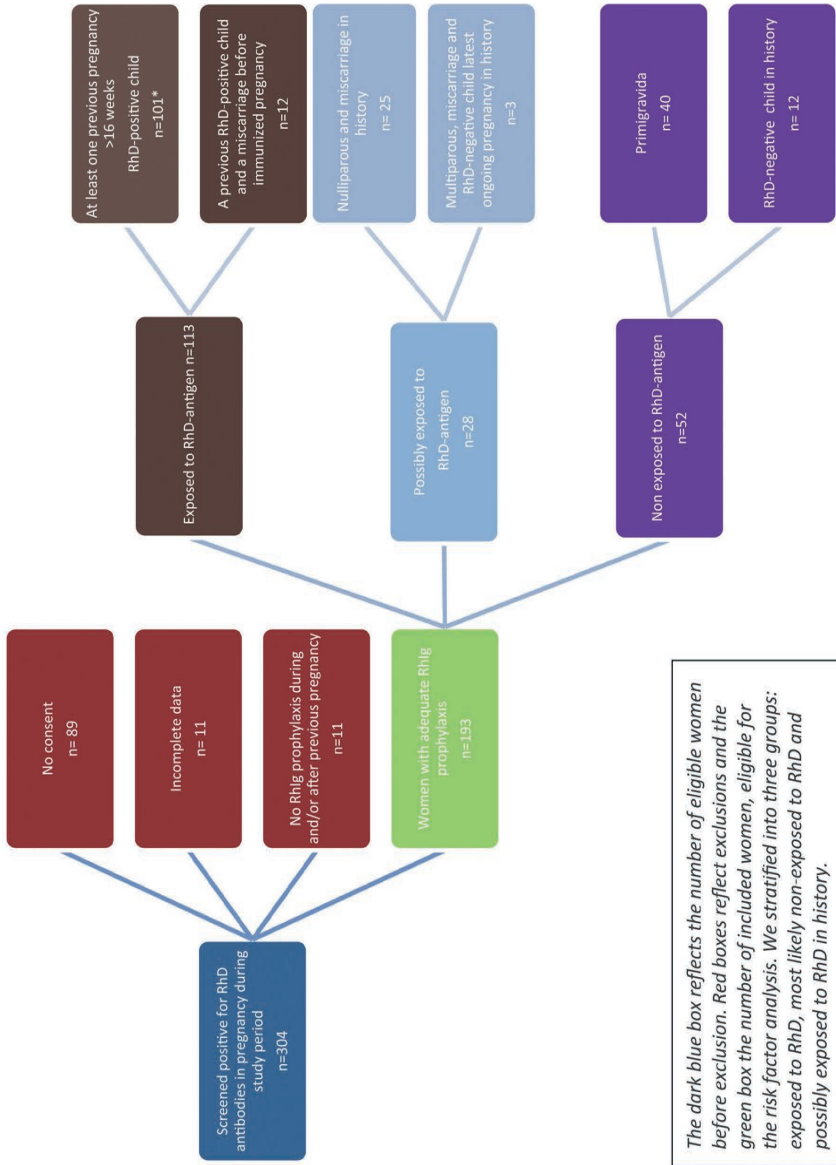 Screened positive for RhD
antibodies in pregnancy during
study period
n=304
No consent
n= 89
Incomplete data
n= 11
No RhIg prophylaxis during
and/or after previous pregnancy
n=11
Women with adequate RhIg
prophylaxis
n=193
Exposed to RhD-antigen n=113
Possibly exposed to
RhD-antigen
n=28
Non exposed to RhD-antigen
n=52
At least one previous pregnancy
>16 weeks
RhD-positive child
n=101*
A previous RhD-positive child
and a miscarriage before
immunized pregnancy
n=12
Nulliparous and miscarriage in
history
n= 25
Multiparous, miscarriage and
RhD-negative child latest
ongoing pregnancy in history
n=3
Primigravida
n= 40
RhD-negative child in history
n= 12
The dark blue box reflects the number of eligible women
before exclusion. Red boxes reflect exclusions and the
green box the number of included women, eligible for
the risk factor analysis. We stratified into three groups:
exposed to RhD, most likely non-exposed to RhD and
possibly exposed to RhD in history.